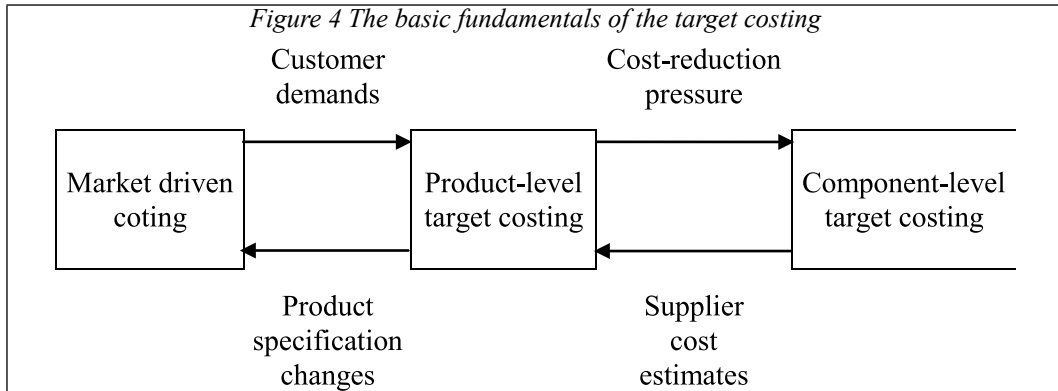 Figure 4 The basic fundamentals of the target costing
Customer
demands
Cost-reduction
pressure
Market driven
coting
Product-level
target costing
Component-level
target costing
Product
specification
changes
Supplier
cost
estimates